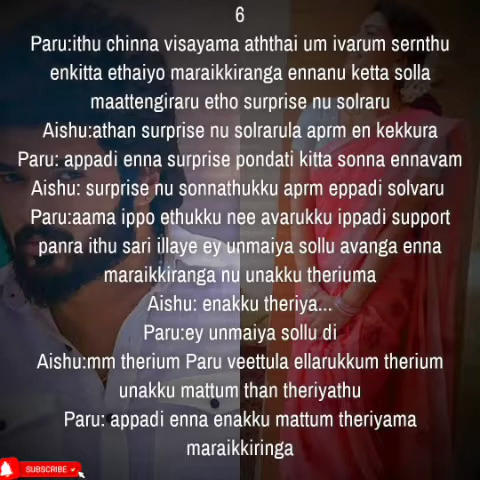 6
Paru:ithu chinna visayama aththai um ivarum sernthu
enkitta ethaiyo maraikkiranga ennanu ketta solla
maattengiraru etho surprise nu solraru
Aishu:athan surprise nu solrarula aprm en kekkura
Paru: appadi enna surprise pondati kitta sonna ennavam
Aishu: surprise nu sonnathukku aprm eppadi solvaru
Paru:aama ippo ethukku nee avarukku ippadi support
panra ithu sari illaye ey unmaiya sollu avanga enna
maraikkiranga nu unakku theriuma
Aishu: enakku theriya...
Paru:ey unmaiya sollu di
Aishu:mm therium Paru veettula ellarukkum therium
unakku mattum than theriyathu
Paru: appadi enna enakku mattum theriyama
maraikkiringa
SUBSCRIBE